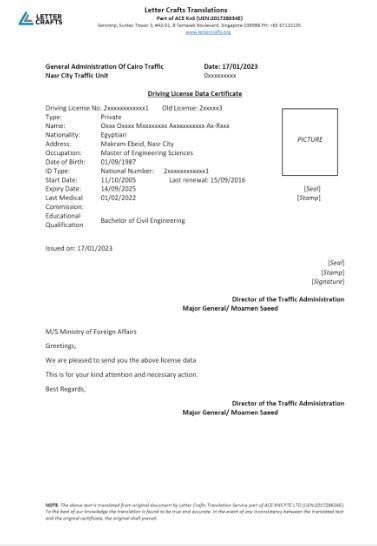 LETTER
CRAFTS
Letter Crafts Translations
Part of ACE KnS (UEN:201728634E)
Suntec Tower 3, #42-01, 8 Temasek Boulevard, Singapore 038988 PH: +65 67110105
www.lettercrafts.org
General Administration Of Cairo Traffic Date: 17/01/2023
Nasr City Traffic Unit 0xxxxxxxxx
Driving License Data Certificate
Driving License No. 2xxxxxxxxxxxx1 Old License: 2xxxxx3
Type: Private
Name: Oxxx Oxxxx Mxxxxxxxx Axxxxxxxxxx Ax-Rxxx
Nationality: Egyptian
Address: Makram Ebeid, Nasr City
Occupation: Master of Engineering Sciences
Date of Birth: 01/09/1987
ID Type: National Number: 2xxxxxxxxxxxx1
Start Date: 11/10/2005 Last renewal: 15/09/2016
Expiry Date: 14/09/2025
Last Medical Commission: 01/02/2022
Educational Qualification Bachelor of Civil Engineering
PICTURE
[Seal]
[Stamp]
Issued on: 17/01/2023
[Seal]
[Stamp]
[Signature]
Director of the Traffic Administration
Major General/ Moamen Saeed
M/S Ministry of Foreign Affairs
Greetings,
We are pleased to send you the above license data
This is for your kind attention and necessary action.
Best Regards,
Director of the Traffic Administration
Major General/ Moamen Saeed
NOTE: The above text is translated from original document by Letter Crafts Translation Service part of ACE KNS PTE LTD (UEN:201728634E)
To the best of our knowledge the translation is found to true and accurate. In the event of any inconsistency between the translated
and the original certificate, the original shall prevail.